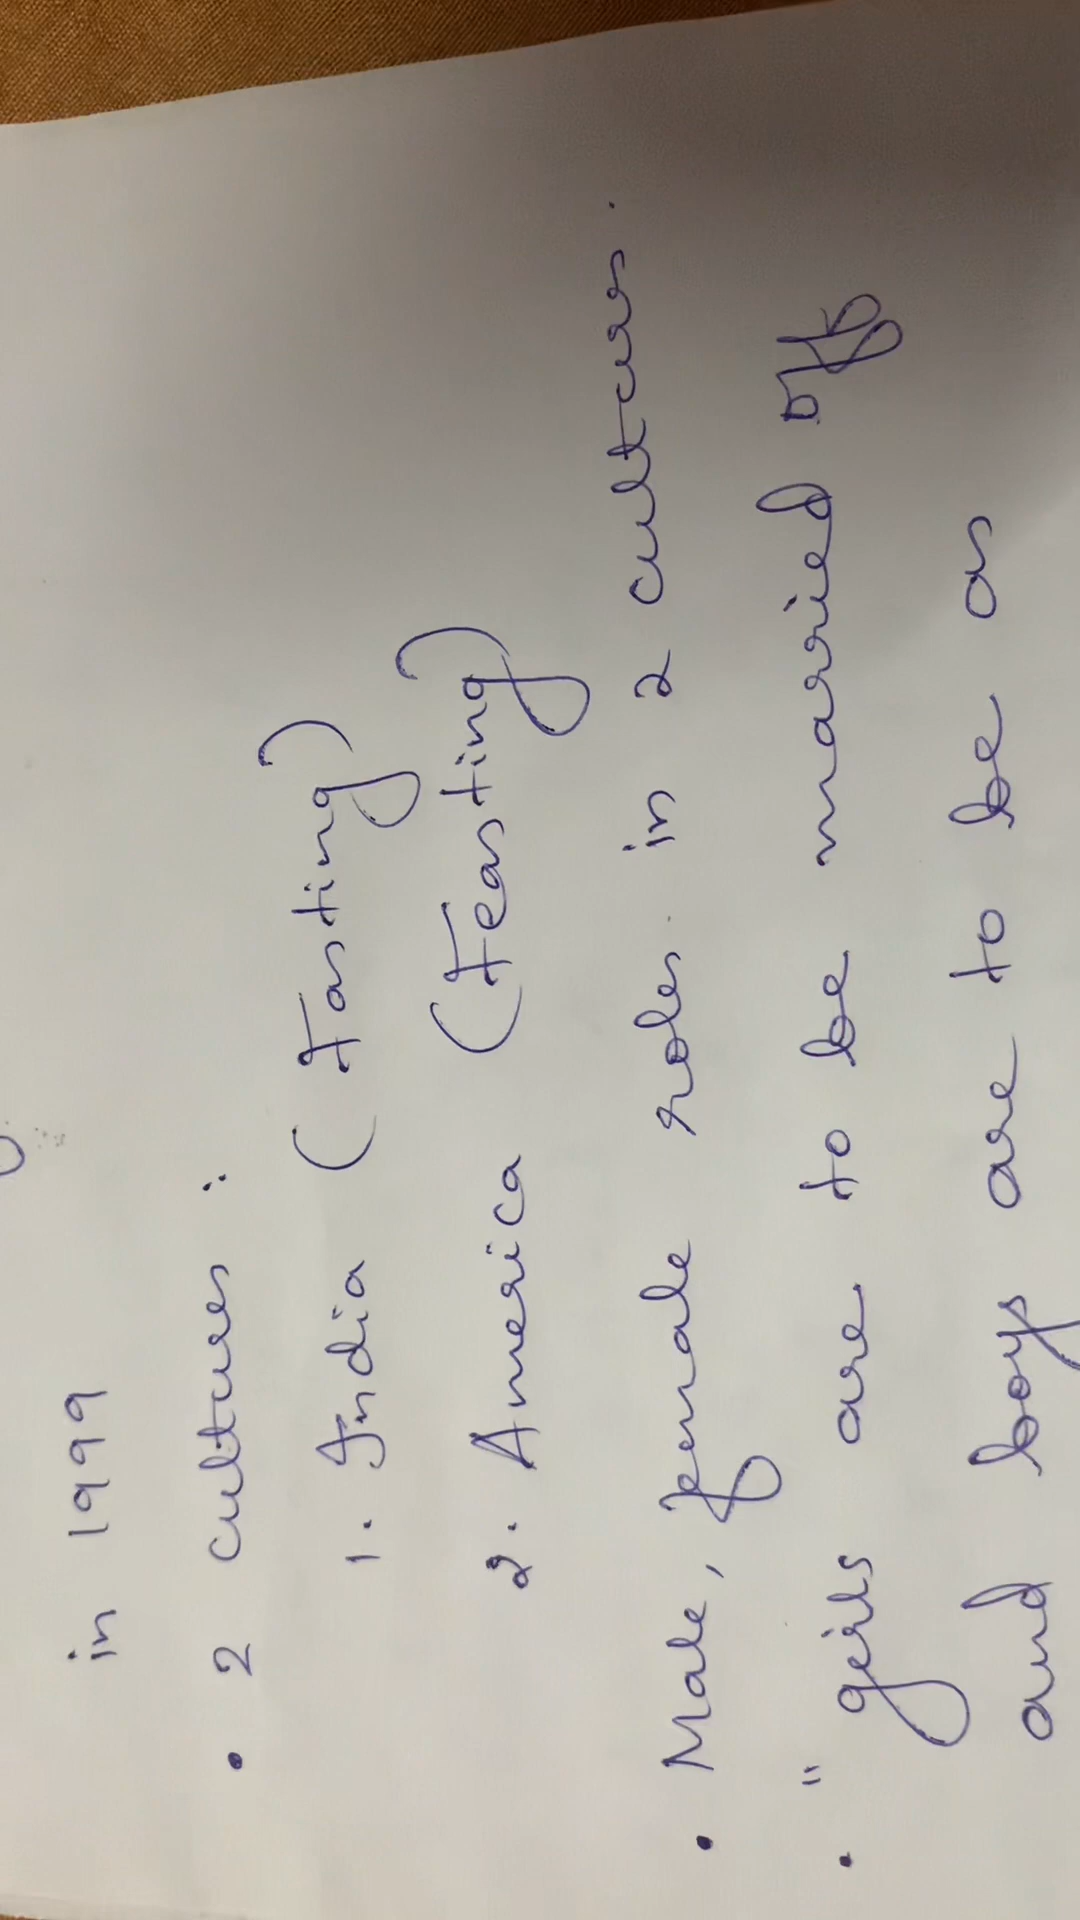 in 1999
• 2 cultures :
1. India (Fasting)
2. America (Feasting)
• Male, female roles in 2 cultures.
• " girls are to be married off
and boys are to be as